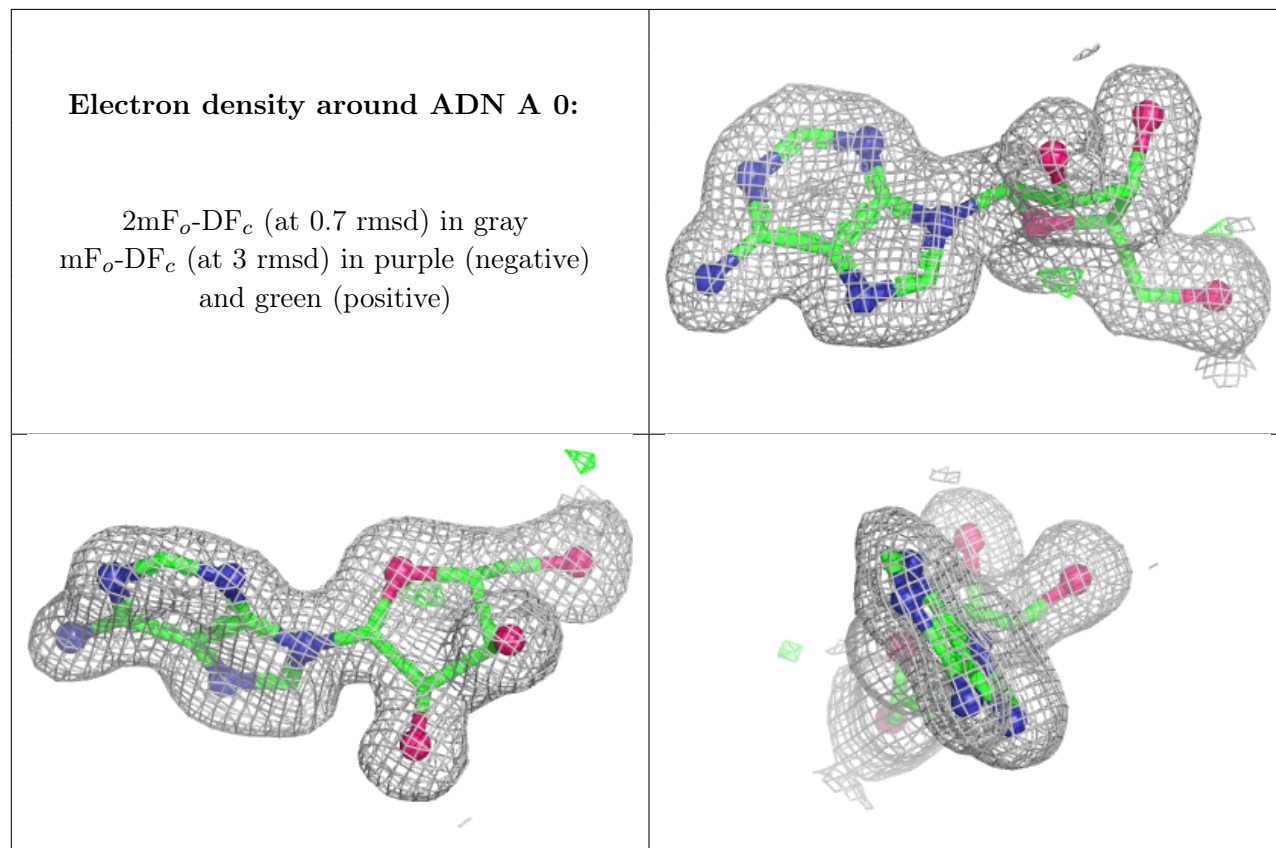 Electron density around ADN A 0:
2mFo-DFc (at 0.7 rmsd) in gray
mFo-DFc (at 3 rmsd) in purple (negative)
and green (positive)